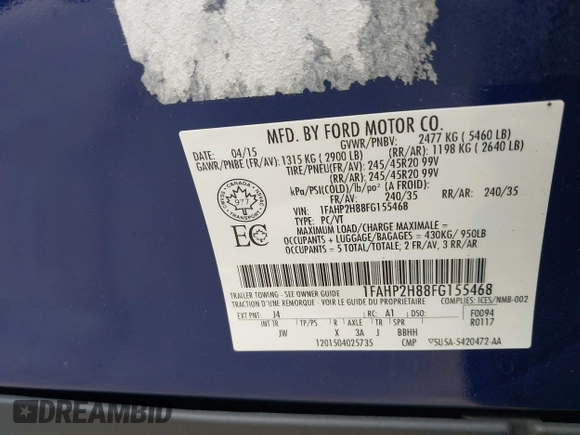 MFD. BY FORD MOTOR CO.
DATE: 04/15 GVWR/PNBV: 2477 KG ( 5460 LB)
GAWR/PNBE (FR/AV): 1315 KG ( 2900 LB) (RR/AR): 1198 KG ( 2640 LB)
TIRE/PNEU(FR/AV): 245/45R20 99V
(RR/AR): 245/45R20 99V
kPa/PSI(COLD)/lb/po² (A FROID):
FR/AV: 240/35 RR/AR: 240/35
VIN: 1FAHP2H88FG155468
TYPE: PC/VT
MAXIMUM LOAD/CHARGE MAXIMALE =
OCCUPANTS + LUGGAGE/BAGAGES = 430KG/ 950LB
OCCUPANTS = 5 TOTAL/TOTALE; 2 FR/AV, 3 RR/AR
CANADA
TRANSPORT
977
EC
1FAHP2H88FG155468
TRAILER TOWING - SEE OWNER GUIDE
TRACTION D'UNE REMORQUE - VOIR LE GUIDE DU PROPRIETAIRE COMPLIES: ICES/NMB-002
EXT PNT: J4 RC: A1 DSO: F0094
INT TR TP/PS R AXLE TR SPR R0117
JW X 3A J BBHH
1201504025735 CMP SUSA-5420472-AA
DREAMBID